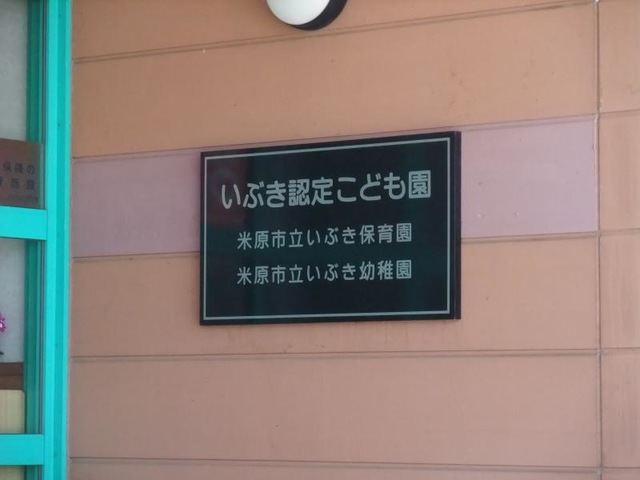 いぶき認定こども園
米原市立いぶき保育園
米原市立いぶき幼稚園